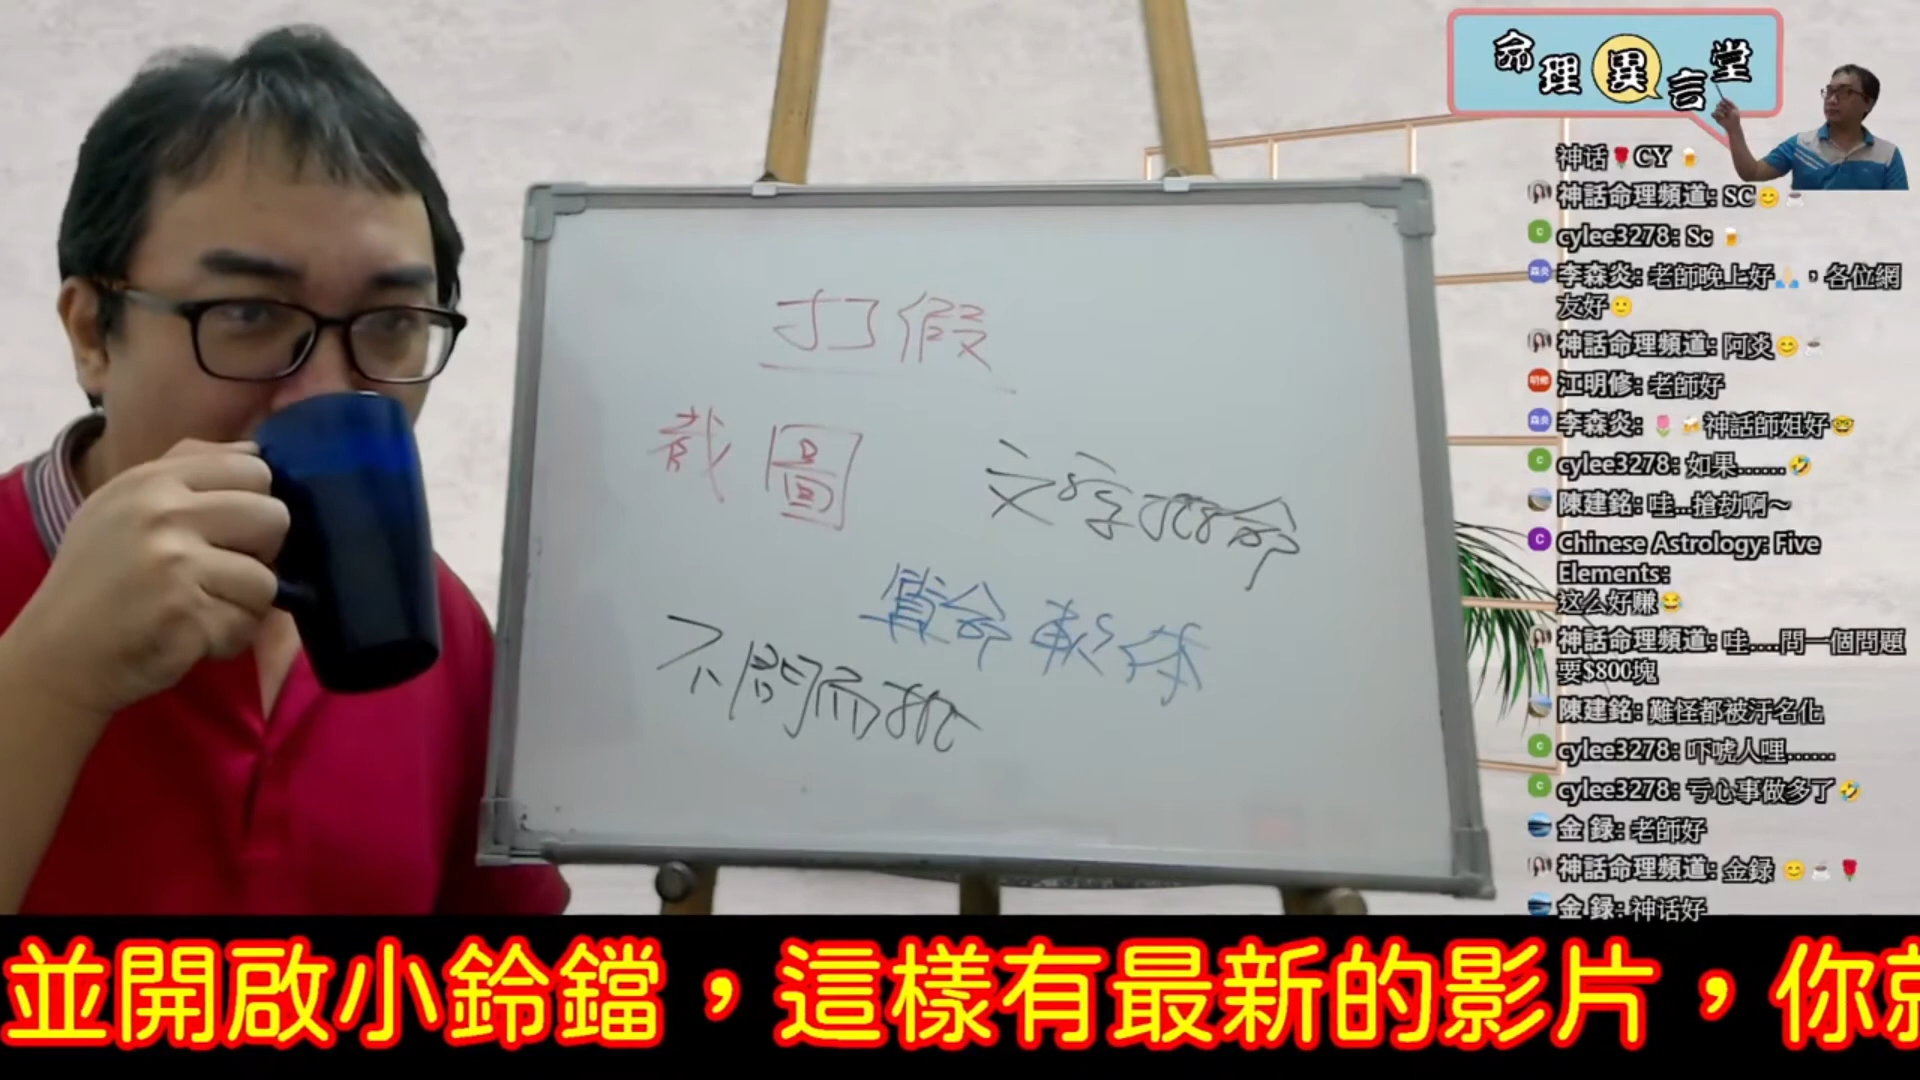 命理異言堂
神话🌹CY 🍺
神話命理頻道: SC😊☕
cylee3278: Sc 🍺
李森炎: 老師晚上好🙏🏻，各位網
友好🙂
神話命理頻道: 阿炎😊☕
江明修: 老師好
李森炎: 🌷🍻神話師姐好🤓
cylee3278: 如果......🤣
陳建銘: 哇...搶劫啊～
Chinese Astrology: Five
Elements:
这么好赚😂
神話命理頻道: 哇....問一個問題
要$800塊
陳建銘: 難怪都被汙名化
cylee3278: 吓唬人哩......
cylee3278: 亏心事做多了🤣
金 録: 老師好
神話命理頻道: 金録 😊☕🌹
金 録: 神话好
打假
截圖
文字批命
算命軟体
不問而批
並開啟小鈴鐺，這樣有最新的影片，你就